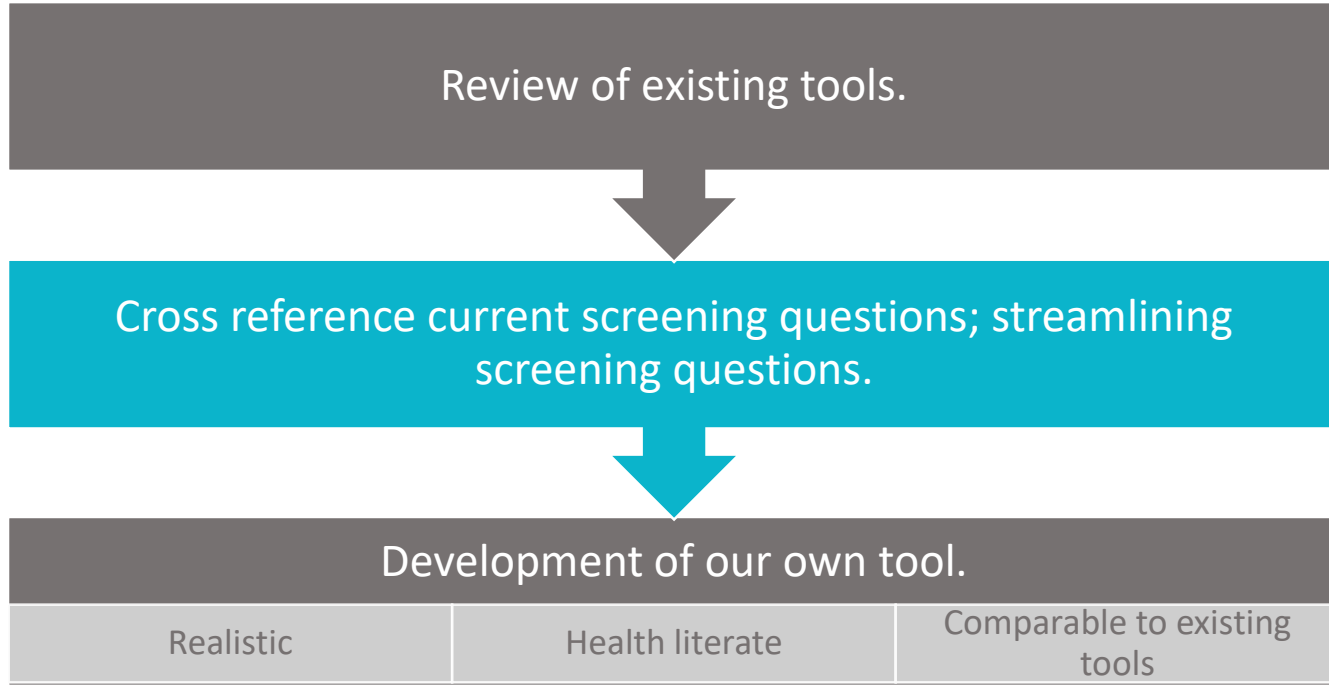 Review of existing tools.
Cross reference current screening questions; streamlining
screening questions.
Development of our own tool.
Realistic
Health literate
Comparable to existing
tools